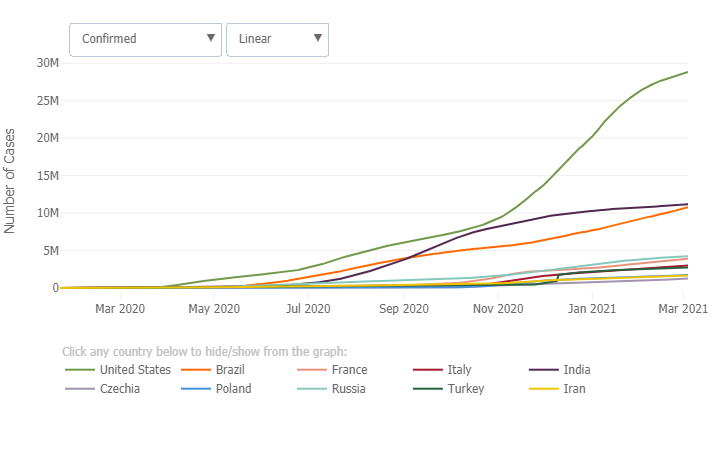 Confirmed ▼ Linear ▼
Number of Cases
30M
25M
20M
15M
10M
5M
0
Mar 2020 May 2020 Jul 2020 Sep 2020 Nov 2020 Jan 2021 Mar 2021
Click any country below to hide/show from the graph:
United States Brazil France Italy India
Czechia Poland Russia Turkey Iran